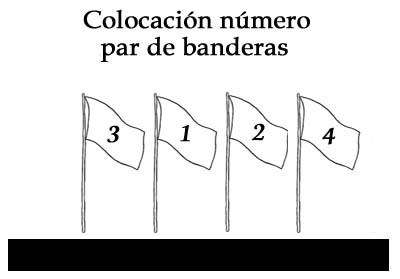 Colocación número
par de banderas
3 1 2 4